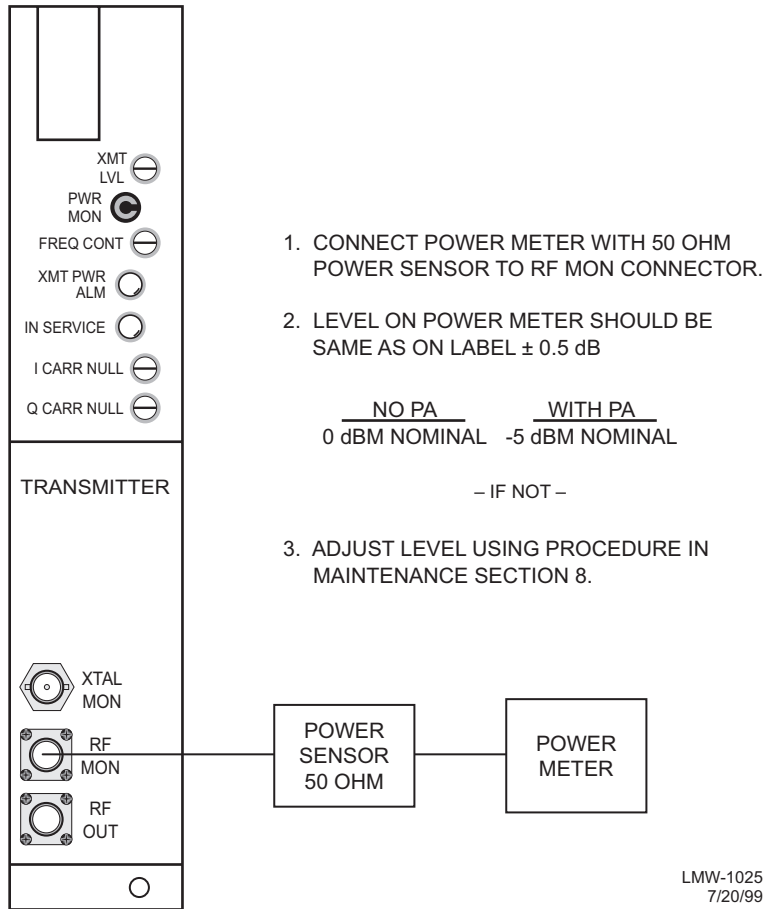 XMT
LVL
PWR
MON
FREQ CONT
XMT PWR
ALM
IN SERVICE
I CARR NULL
Q CARR NULL
TRANSMITTER
XTAL
MON
RF
MON
RF
OUT
1. CONNECT POWER METER WITH 50 OHM
POWER SENSOR TO RF MON CONNECTOR.
2. LEVEL ON POWER METER SHOULD BE
SAME AS ON LABEL ± 0.5 dB
NO PA WITH PA
0 dBM NOMINAL -5 dBM NOMINAL
– IF NOT –
3. ADJUST LEVEL USING PROCEDURE IN
MAINTENANCE SECTION 8.
POWER
SENSOR
50 OHM
POWER
METER
LMW-1025
7/20/99